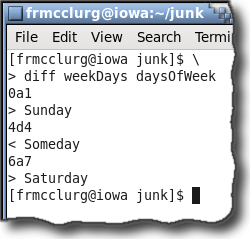 frmcclurg@iowa:~/junk
File Edit View Search Termi
[frmcclurg@iowa junk]$ \
> diff weekDays daysOfWeek
0a1
> Sunday
4d4
< Someday
6a7
> Saturday
[frmcclurg@iowa junk]$